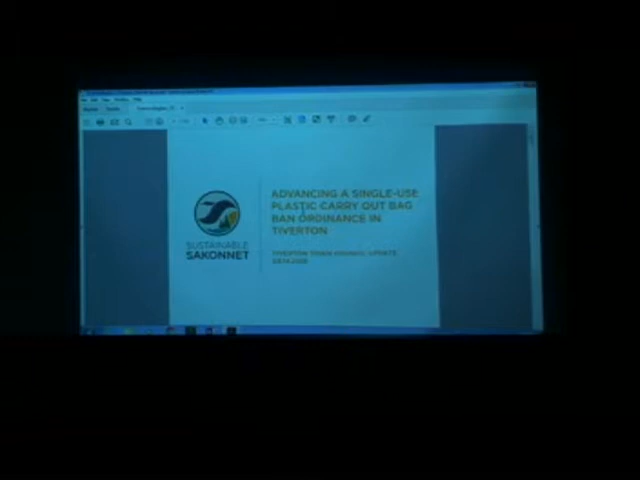 SUSTAINABLE
SAKONNET
ADVANCING A SINGLE-USE
PLASTIC CARRY OUT BAG
BAN ORDINANCE IN
TIVERTON
TIVERTON TOWN COUNCIL UPDATE